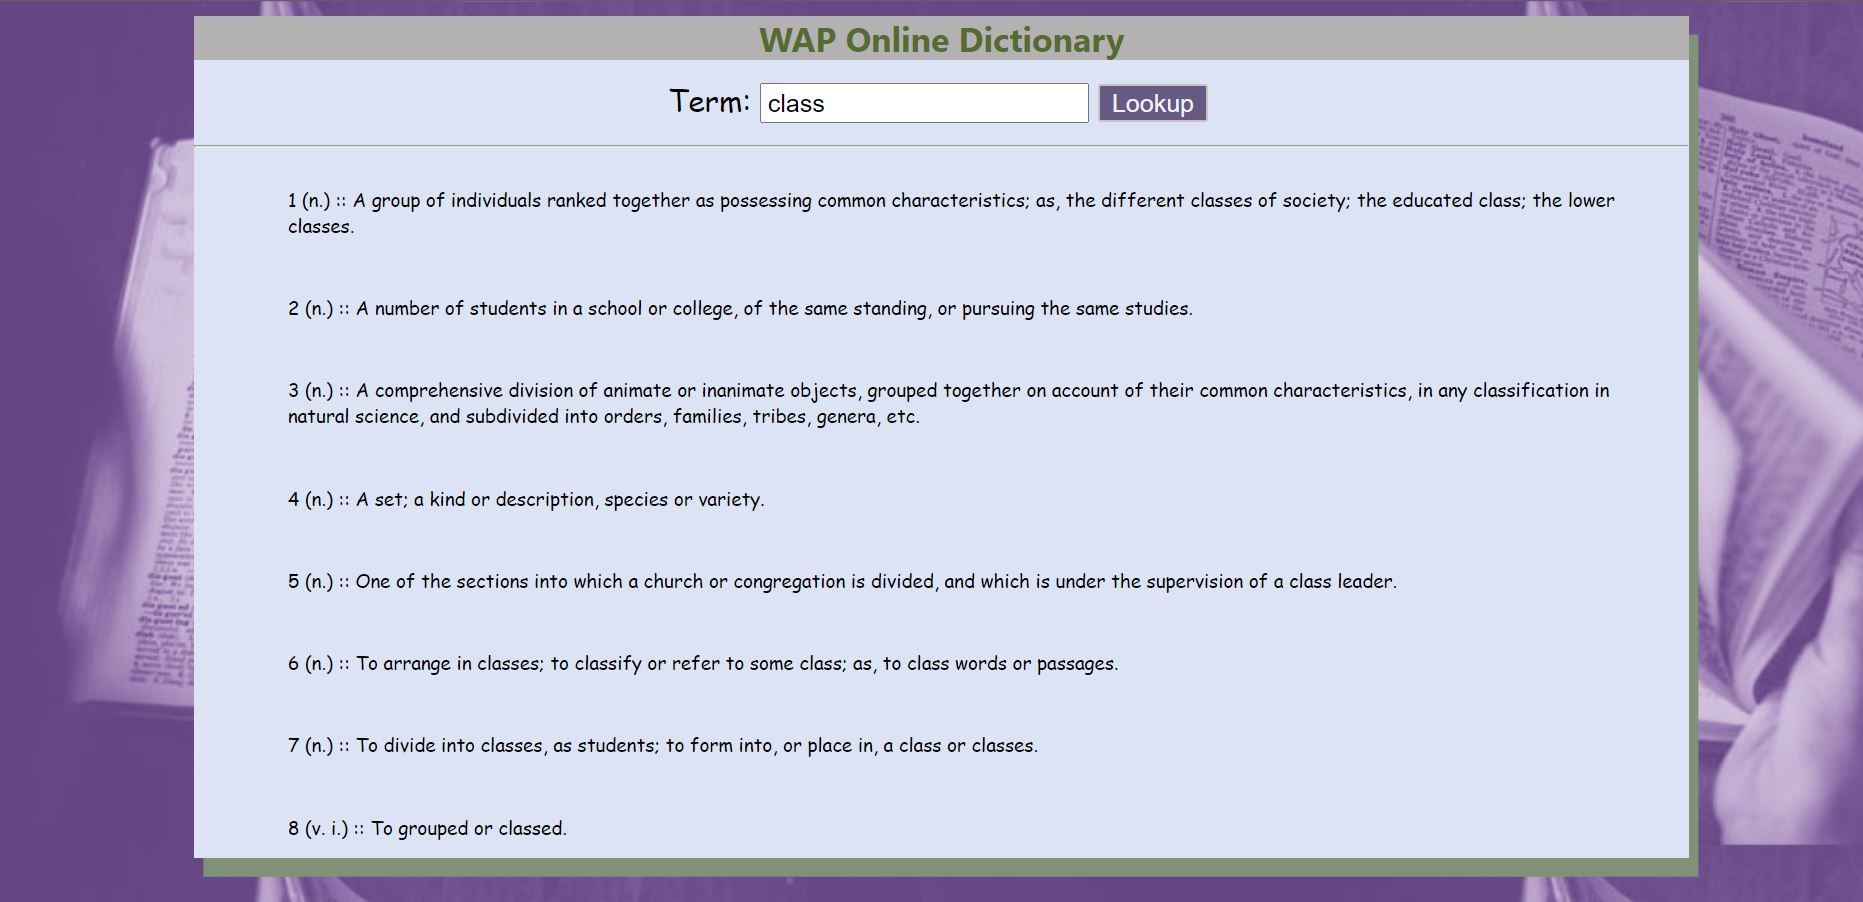 WAP Online Dictionary
Term: class Lookup
1 (n.) :: A group of individuals ranked together as possessing common characteristics; as, the different classes of society; the educated class; the lower
classes.
2 (n.) :: A number of students in a school or college, of the same standing, or pursuing the same studies.
3 (n.) :: A comprehensive division of animate or inanimate objects, grouped together on account of their common characteristics, in any classification in
natural science, and subdivided into orders, families, tribes, genera, etc.
4 (n.) :: A set; a kind or description, species or variety.
5 (n.) :: One of the sections into which a church or congregation is divided, and which is under the supervision of a class leader.
6 (n.) :: To arrange in classes; to classify or refer to some class; as, to class words or passages.
7 (n.) :: To divide into classes, as students; to form into, or place in, a class or classes.
8 (v. i.) :: To grouped or classed.